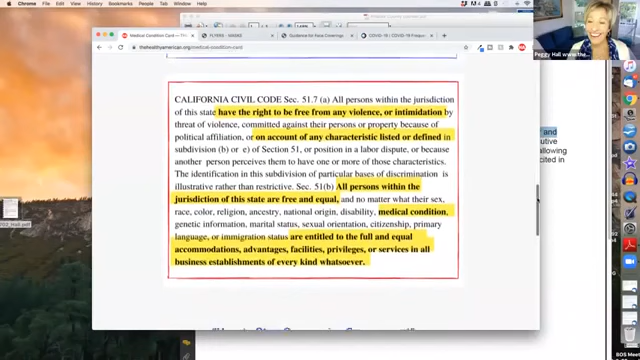 Chrome File Edit View History Bookmarks People Tab Window Help
Medical Condition Card
FLYERS - MASKS
Guidance for Face Coverings
COVID-19
COVID-19 Frequ
thehealthyamerican.org/medical-condition-card
Peggy Hall www.the
CALIFORNIA CIVIL CODE Sec. 51.7 (a) All persons within the jurisdiction
of this state have the right to be free from any violence, or intimidation by
threat of violence, committed against their persons or property because of
political affiliation, or on account of any characteristic listed or defined in
subdivision (b) or e) of Section 51, or position in a labor dispute, or because
another person perceives them to have one or more of those characteristics.
The identification in this subdivision of particular bases of discrimination is
illustrative rather than restrictive. Sec. 51(b) All persons within the
jurisdiction of this state are free and equal, and no matter what their sex,
race, color, religion, ancestry, national origin, disability, medical condition,
genetic information, marital status, sexual orientation, citizenship, primary
language, or immigration status are entitled to the full and equal
accommodations, advantages, facilities, privileges, or services in all
business establishments of every kind whatsoever.
and
utive
allowing
cited in
BOS Meet